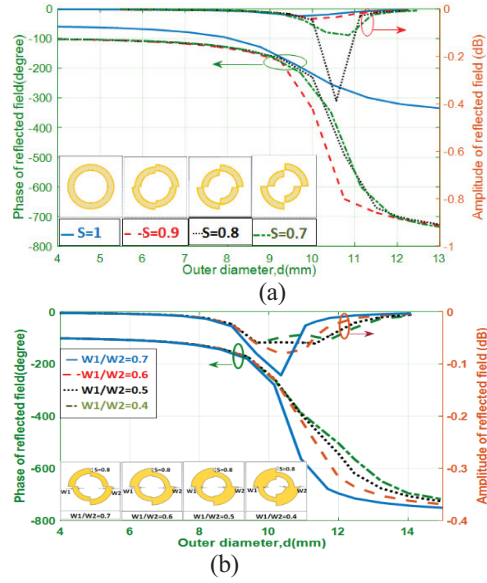 Phase of reflected field(degree)
0
-100
-200
-300
-400
-500
-600
-700
-800
0
-0.2
-0.4
-0.6
-0.8
-1
Amplitude of reflected field (dB)
S=1
S=0.9
S=0.8
S=0.7
4 5 6 7 8 9 10 11 12 13
Outer diameter,d(mm)
(a)
Phase of reflected field(degree)
0
-200
-400
-600
-800
0
-0.1
-0.2
-0.3
-0.4
Amplitude of reflected field(dB)
W1/W2=0.7
W1/W2=0.6
W1/W2=0.5
W1/W2=0.4
S=0.8 S=0.8 S=0.8 S=0.8
W1 W2 W1 W2 W1 W2 W1 W2
W1/W2=0.7 W1/W2=0.6 W1/W2=0.5 W1/W2=0.4
4 6 8 10 12 14
Outer diameter,d(mm)
(b)